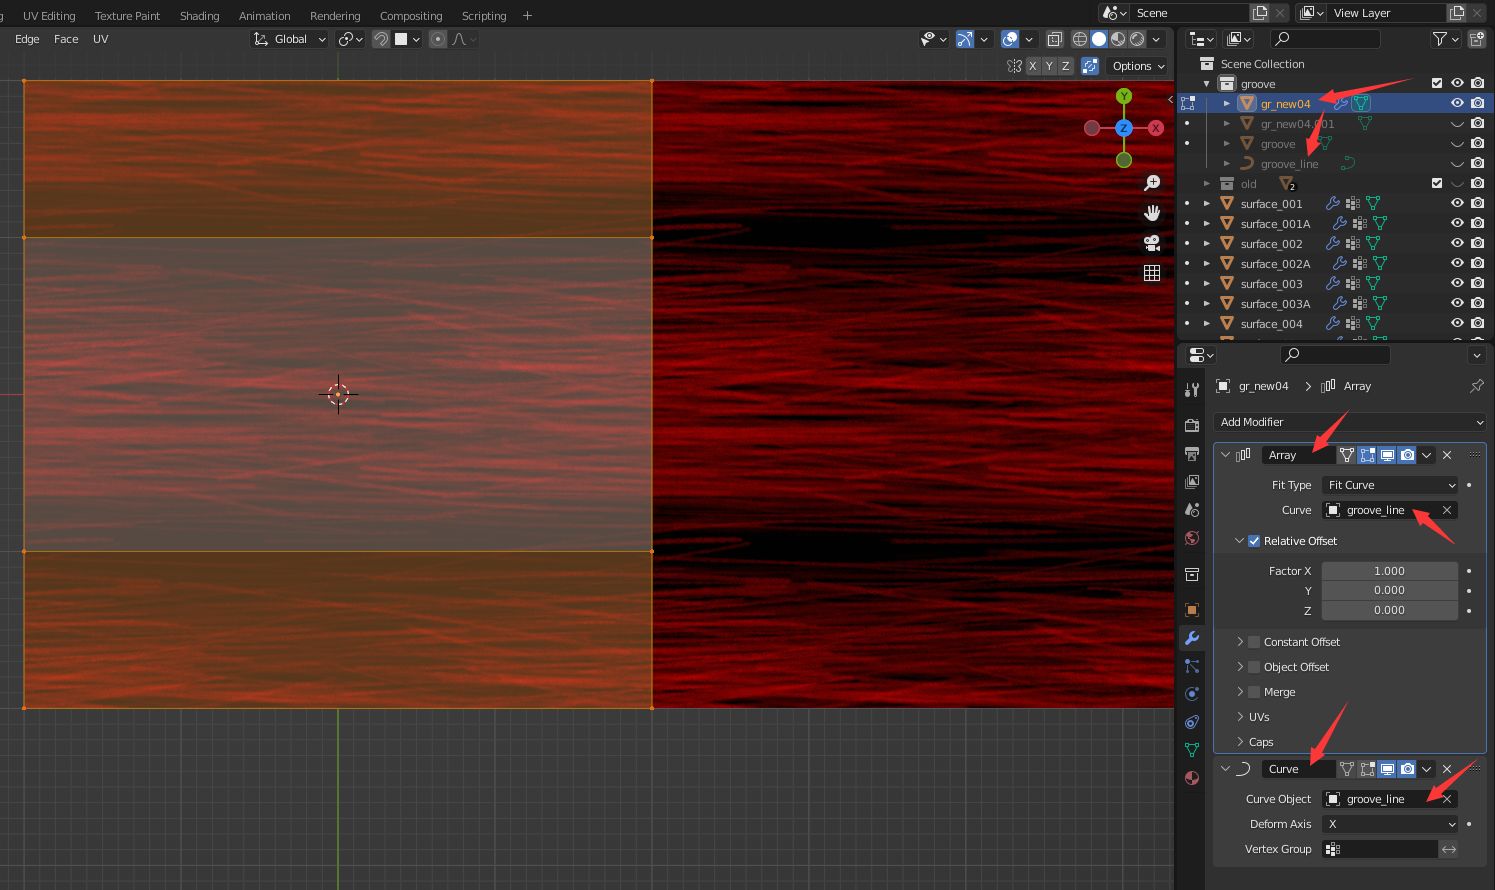 UV Editing Texture Paint Shading Animation Rendering Compositing Scripting +
Scene
View Layer
Edge Face UV
Global
Options
X Y Z
Y
Z
X
Scene Collection
groove
gr_new04
groove
groove_line
old 2
surface_001
surface_001A
surface_002
surface_002A
surface_003
surface_003A
surface_004
gr_new04 > Array
Add Modifier
Array
Fit Type Fit Curve
Curve groove_line
Relative Offset
Factor X 1.000
Y 0.000
Z 0.000
Constant Offset
Object Offset
Merge
UVs
Caps
Curve
Curve Object groove_line
Deform Axis X
Vertex Group